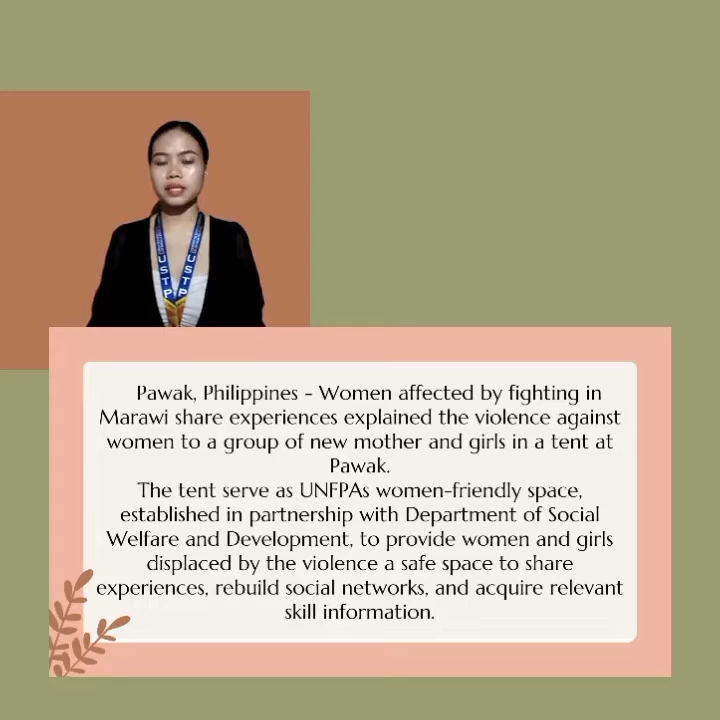 USTP
Pawak, Philippines - Women affected by fighting in
Marawi share experiences explained the violence against
women to a group of new mother and girls in a tent at
Pawak.
The tent serve as UNFPAs women-friendly space,
established in partnership with Department of Social
Welfare and Development, to provide women and girls
displaced by the violence a safe space to share
experiences, rebuild social networks, and acquire relevant
skill information.